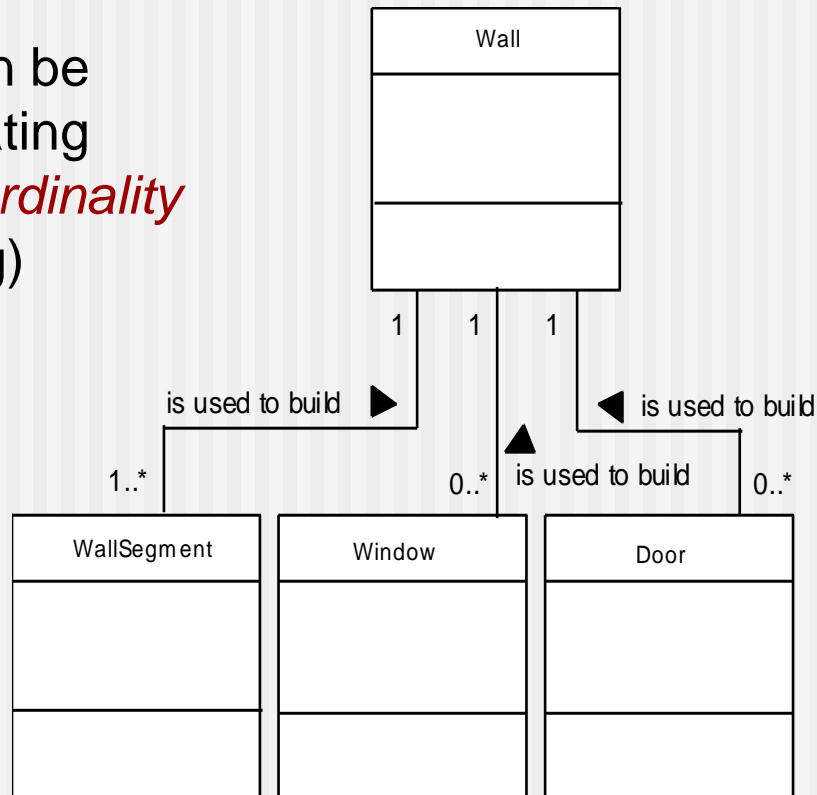 n be
ting
rdinality
g)
Wall
1 1 1
is used to build
is used to build
is used to build
1..*
0..*
0..*
WallSegment
Window
Door